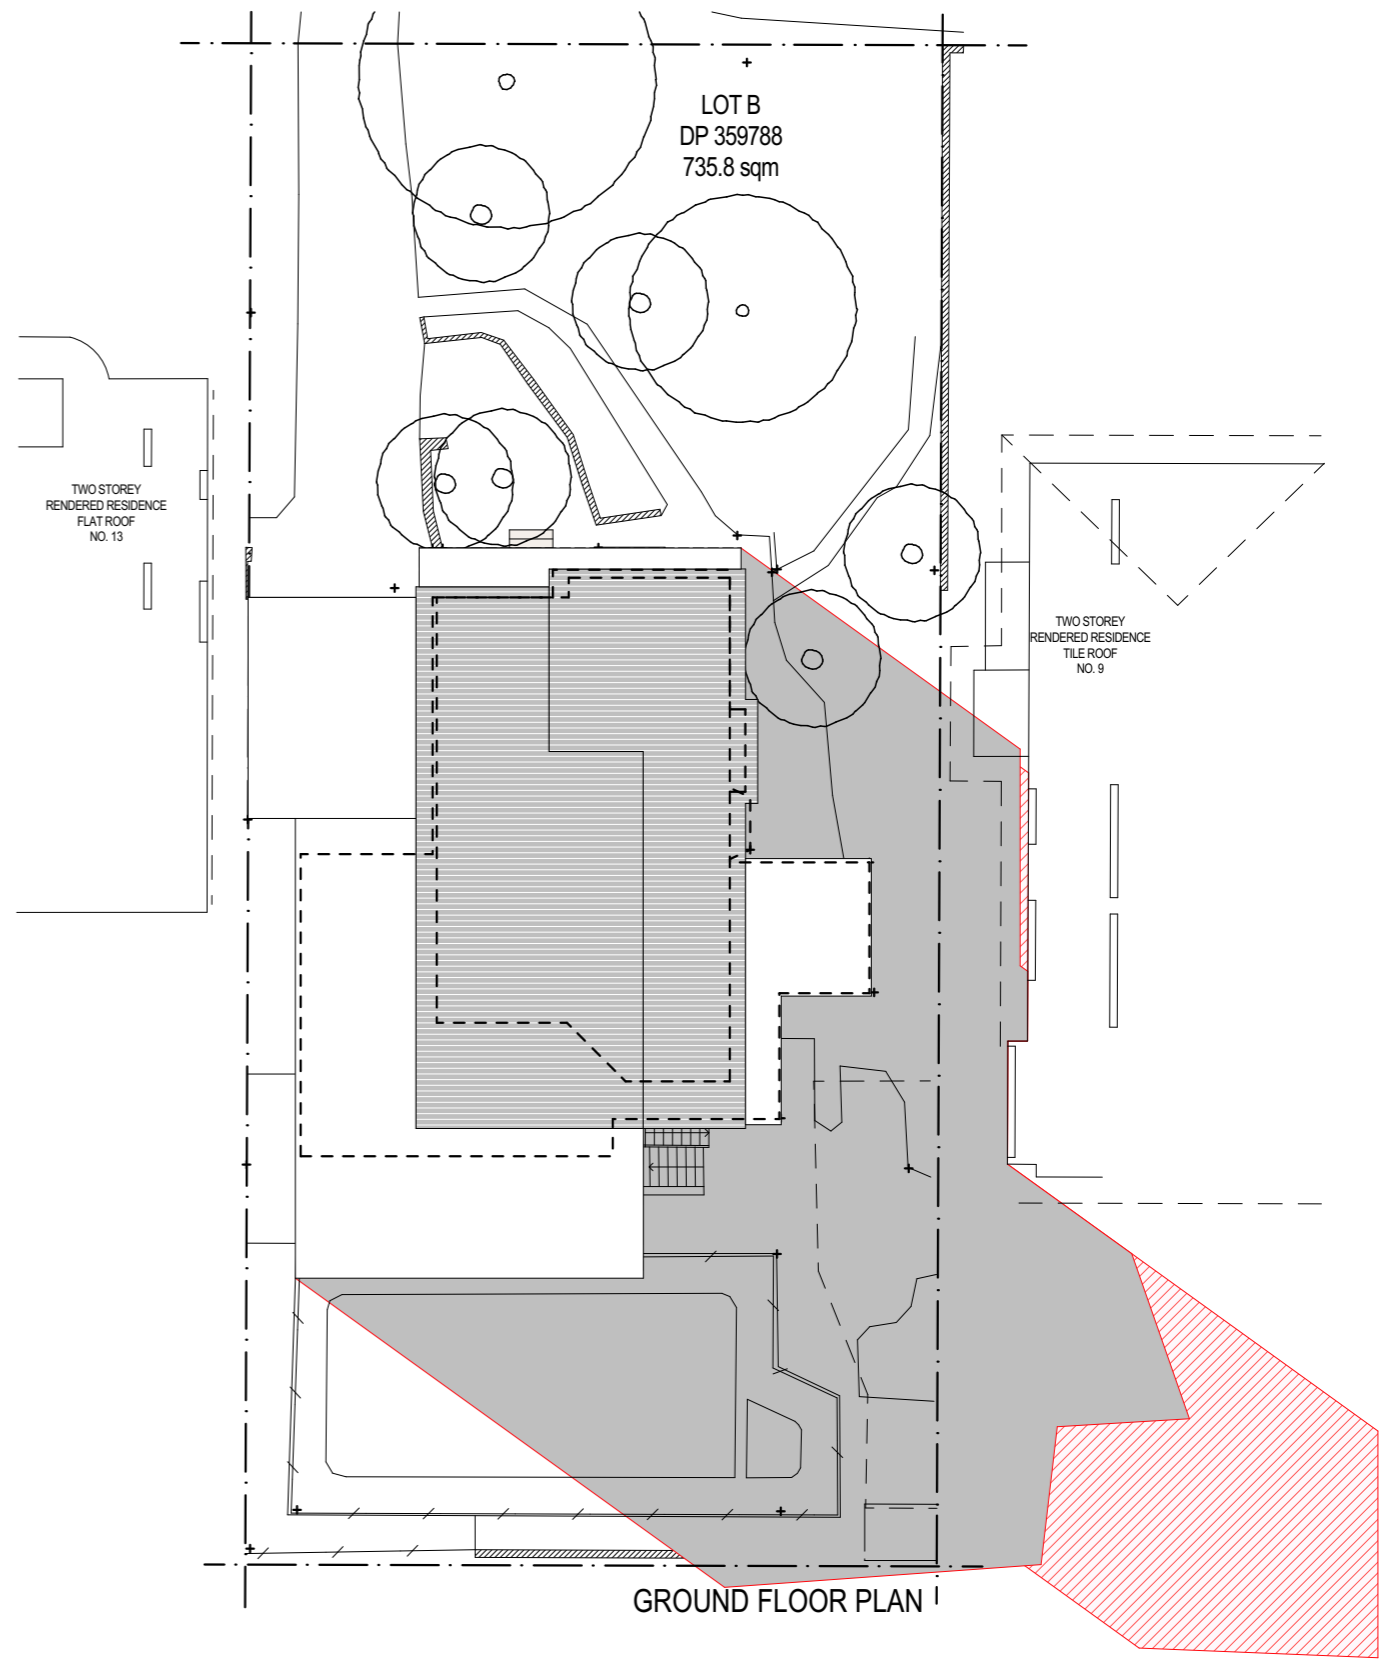 LOT B
DP 359788
735.8 sqm
TWO STOREY
RENDERED RESIDENCE
FLAT ROOF
NO. 13
TWO STOREY
RENDERED RESIDENCE
TILE ROOF
NO. 9
GROUND FLOOR PLAN